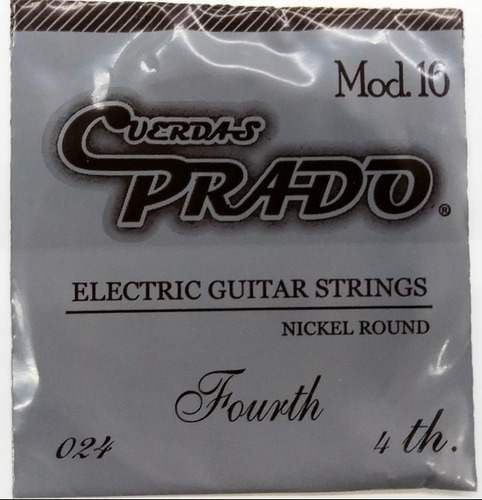 Mod. 16
CUERDAS
PRADO®
ELECTRIC GUITAR STRINGS
NICKEL ROUND
Fourth
024 4 th.